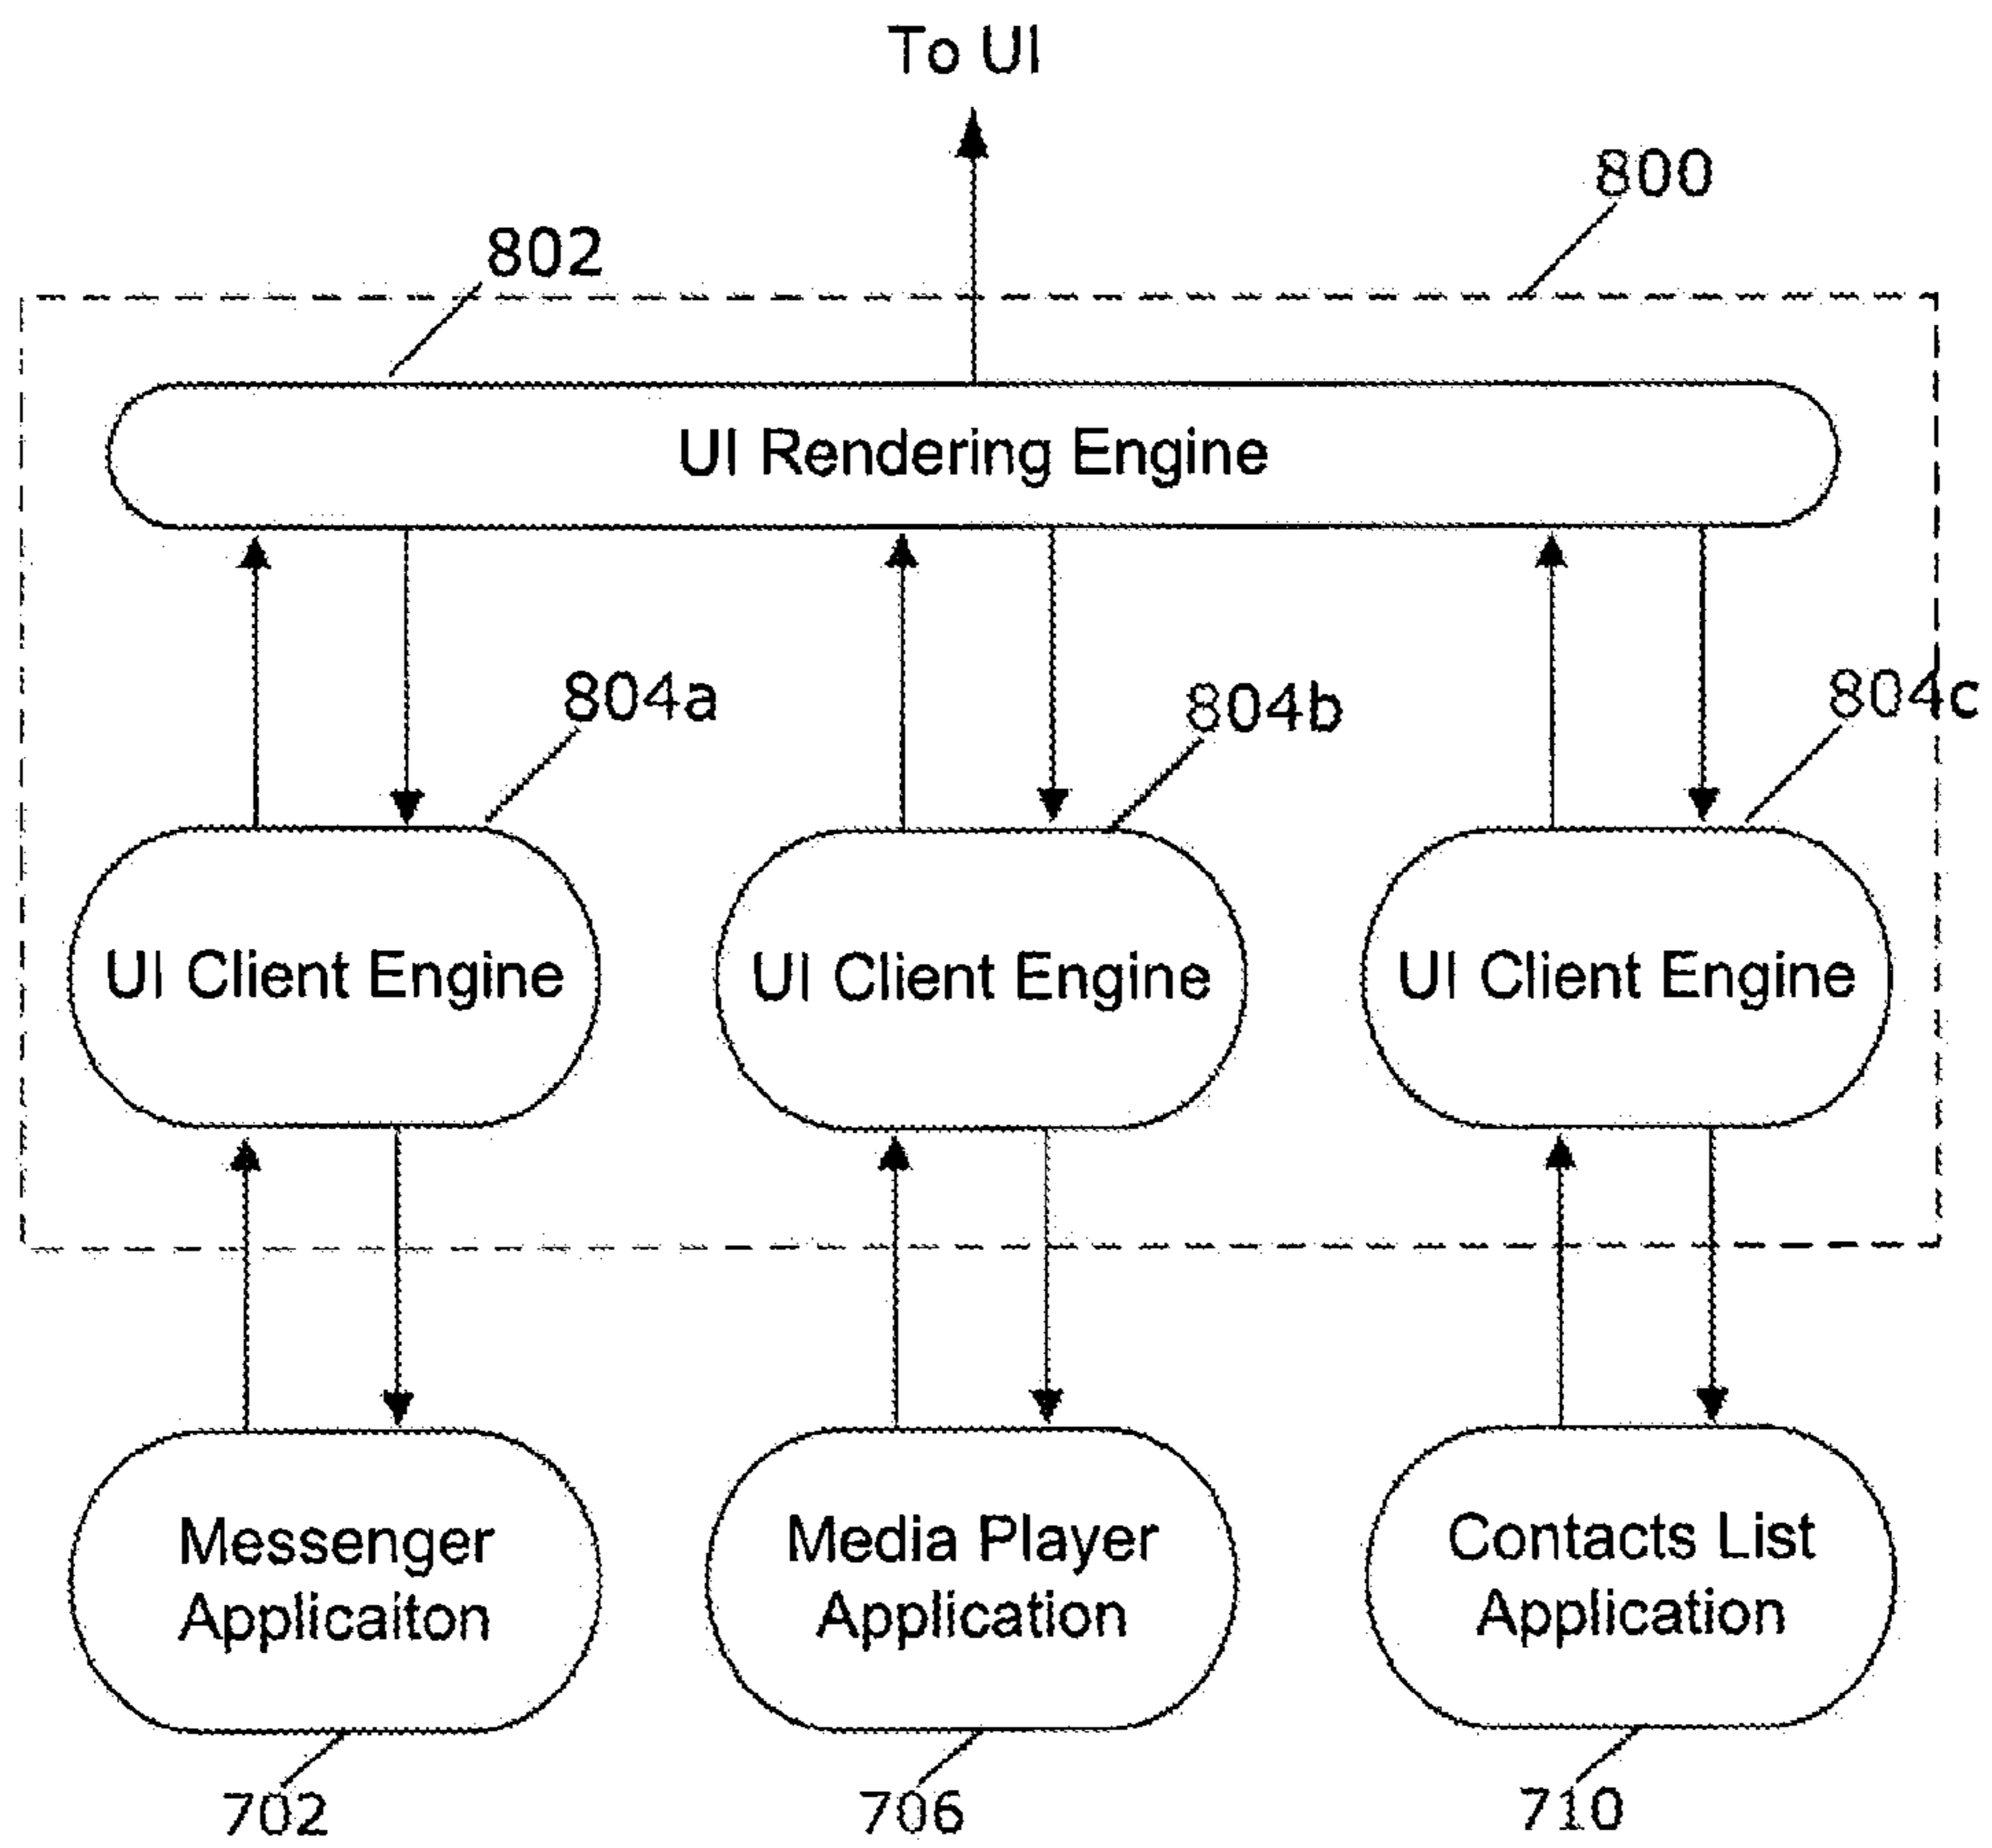 To UI
800
802
UI Rendering Engine
804a
804b
804c
UI Client Engine
UI Client Engine
UI Client Engine
Messenger
Applicaiton
Media Player
Application
Contacts List
Application
702
706
710